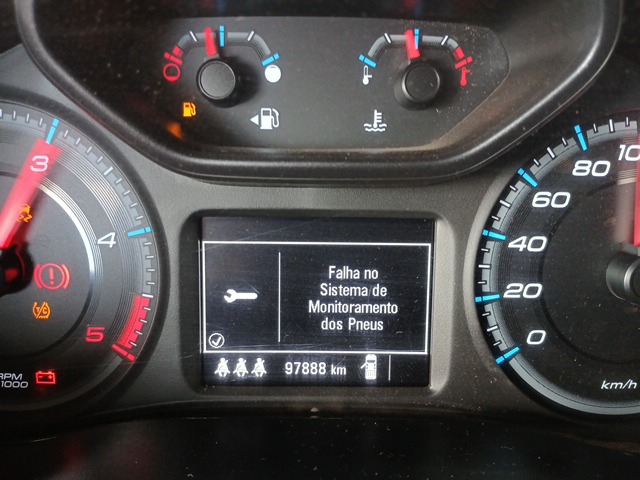 3
4
5
RPM
1000
Falha no
Sistema de
Monitoramento
dos Pneus
97888 km
0
20
40
60
80
km/h